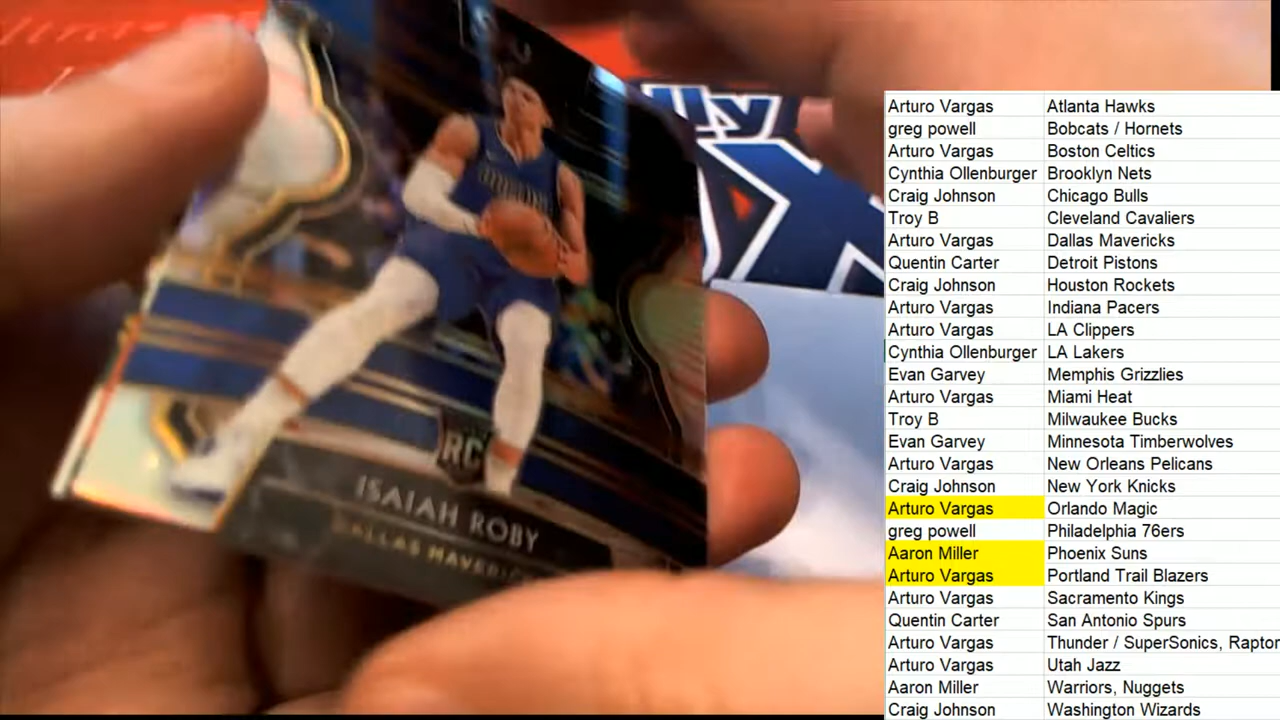 lly
ISAIAH ROBY
DALLAS MAVERICKS
RC
Arturo Vargas Atlanta Hawks
greg powell Bobcats / Hornets
Arturo Vargas Boston Celtics
Cynthia Ollenburger Brooklyn Nets
Craig Johnson Chicago Bulls
Troy B Cleveland Cavaliers
Arturo Vargas Dallas Mavericks
Quentin Carter Detroit Pistons
Craig Johnson Houston Rockets
Arturo Vargas Indiana Pacers
Arturo Vargas LA Clippers
Cynthia Ollenburger LA Lakers
Evan Garvey Memphis Grizzlies
Arturo Vargas Miami Heat
Troy B Milwaukee Bucks
Evan Garvey Minnesota Timberwolves
Arturo Vargas New Orleans Pelicans
Craig Johnson New York Knicks
Arturo Vargas Orlando Magic
greg powell Philadelphia 76ers
Aaron Miller Phoenix Suns
Arturo Vargas Portland Trail Blazers
Arturo Vargas Sacramento Kings
Quentin Carter San Antonio Spurs
Arturo Vargas Thunder / SuperSonics, Raptor
Arturo Vargas Utah Jazz
Aaron Miller Warriors, Nuggets
Craig Johnson Washington Wizards